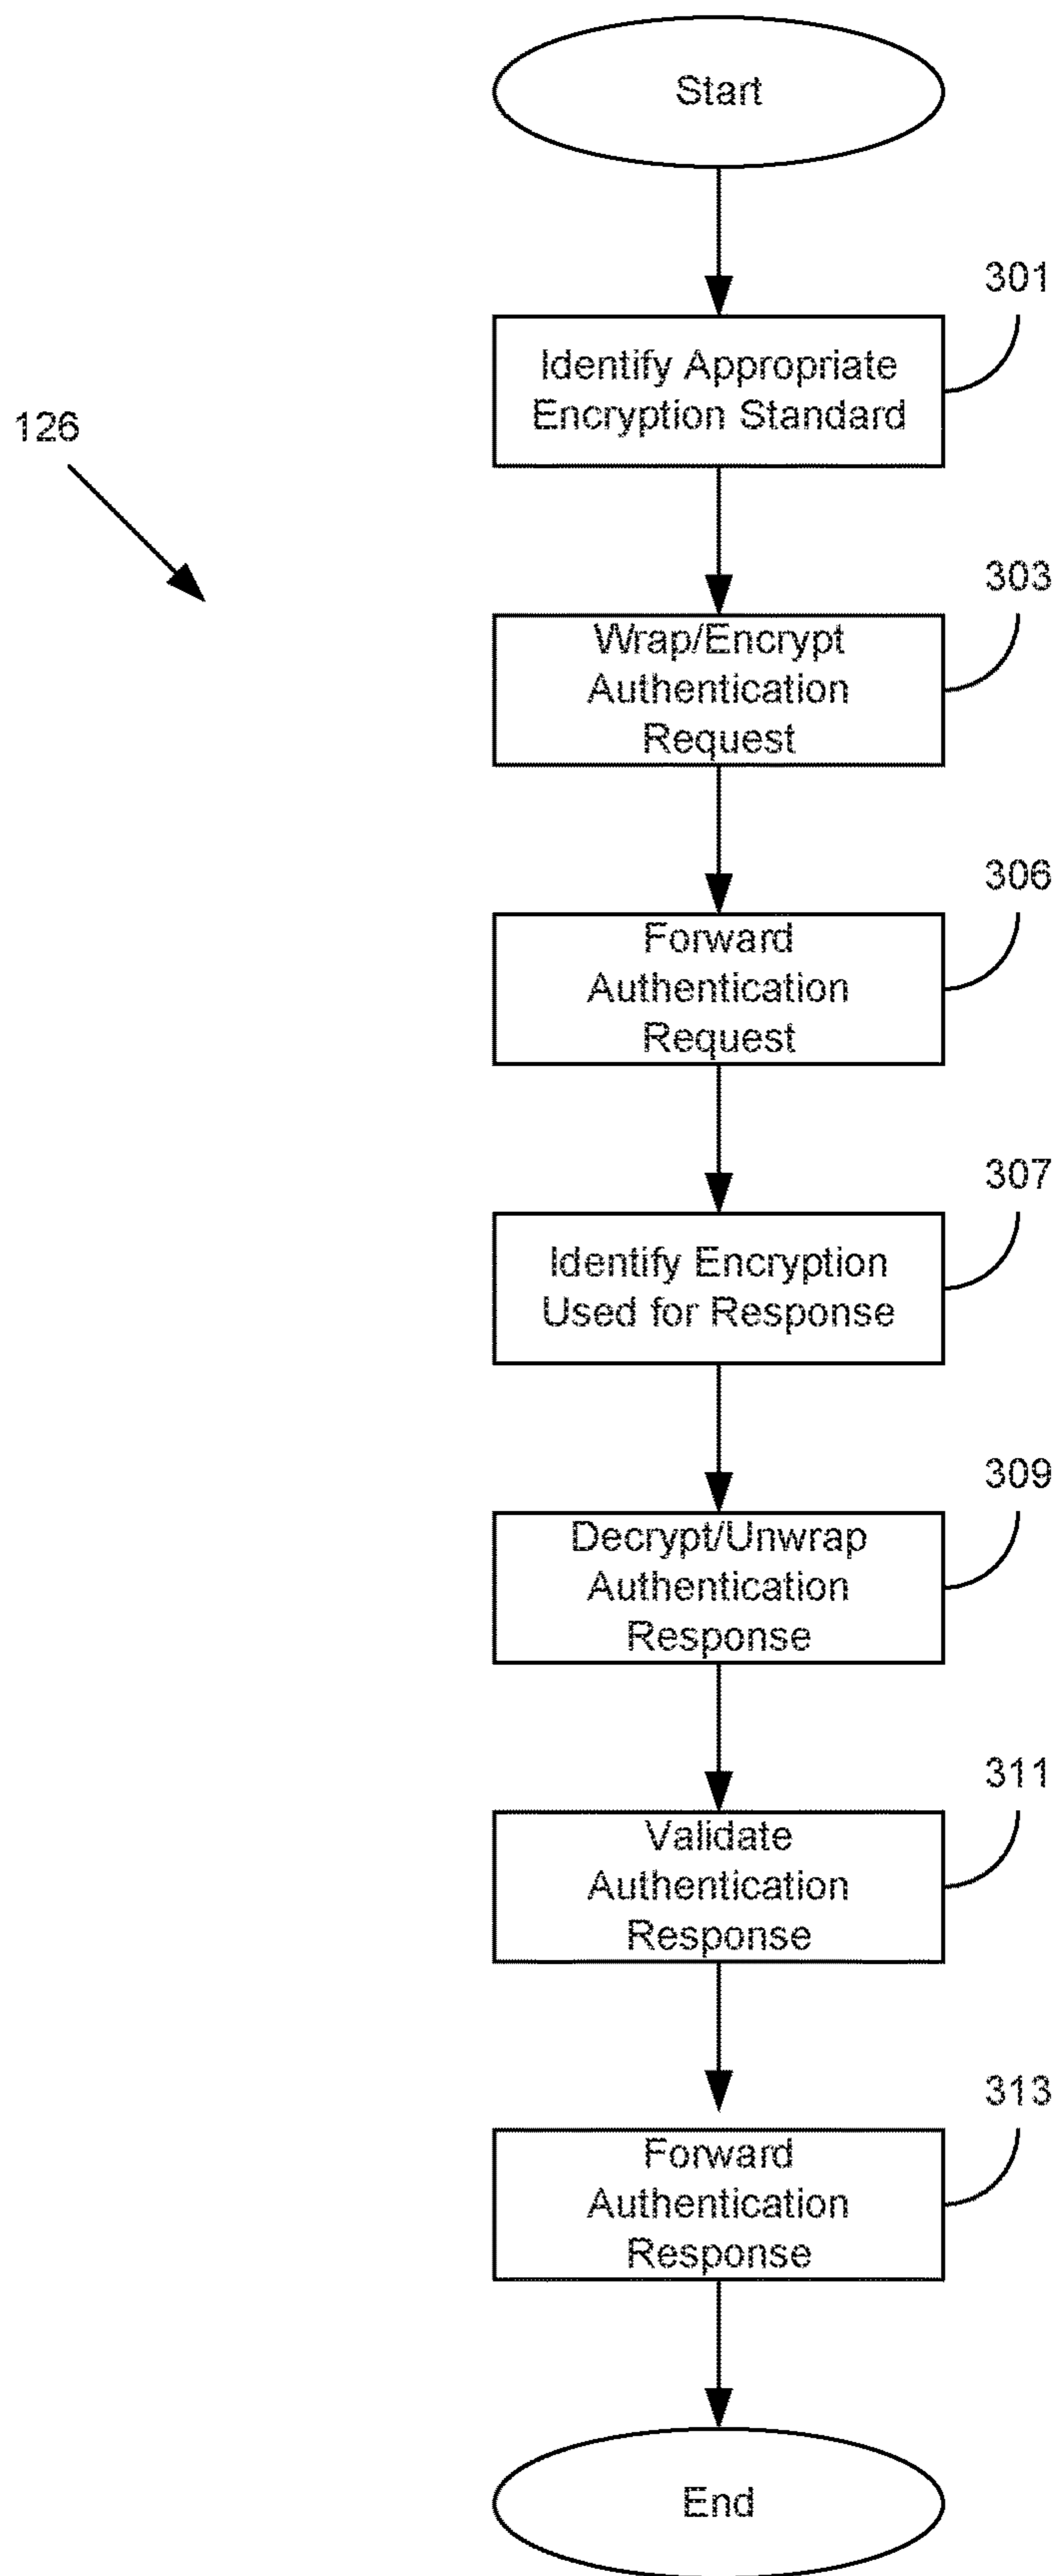 Start
301
Identify Appropriate
Encryption Standard
126
303
Wrap/Encrypt
Authentication
Request
306
Forward
Authentication
Request
307
Identify Encryption
Used for Response
309
Decrypt/Unwrap
Authentication
Response
311
Validate
Authentication
Response
313
Forward
Authentication
Response
End